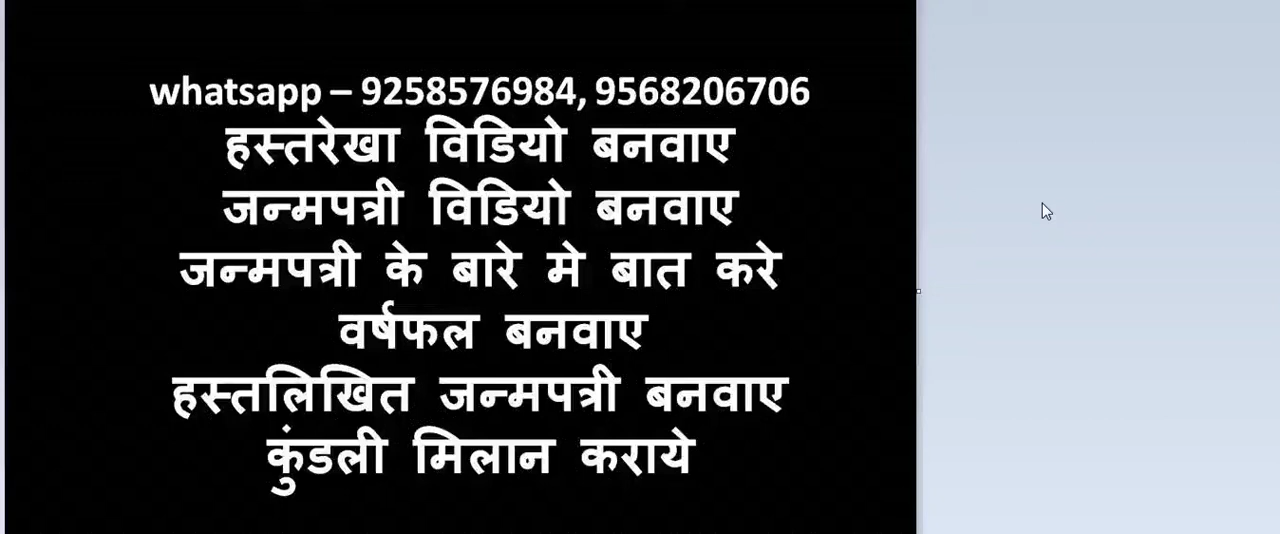 whatsapp – 9258576984, 9568206706
हस्तरेखा विडियो बनवाए
जन्मपत्री विडियो बनवाए
जन्मपत्री के बारे मे बात करे
वर्षफल बनवाए
हस्तलिखित जन्मपत्री बनवाए
कुंडली मिलान कराये